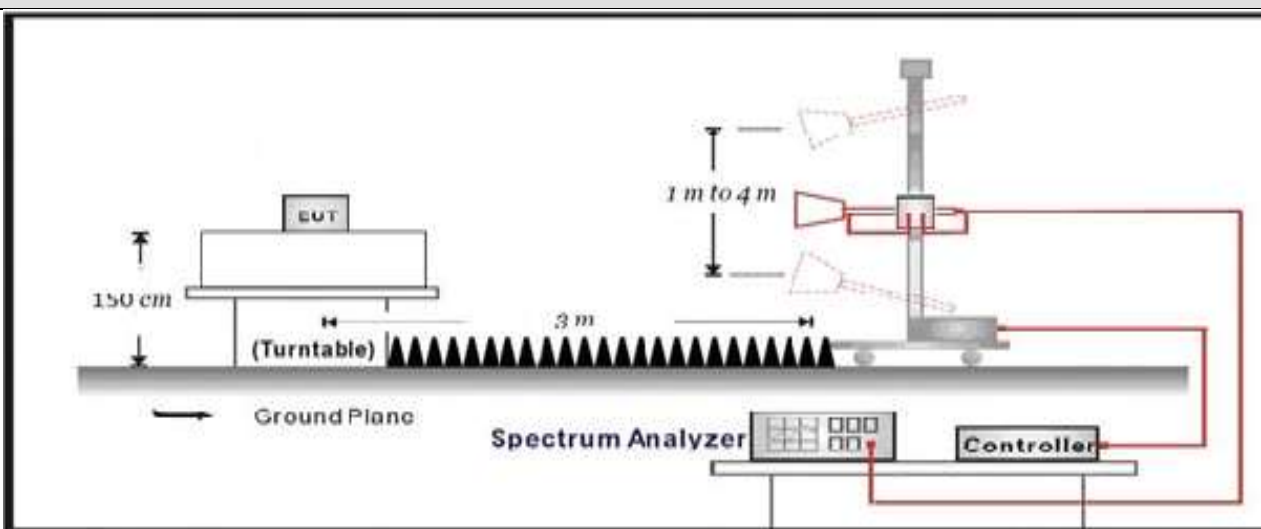 1 m to 4 m
EUT
150 cm
3 m
(Turntable)
Ground Plane
Spectrum Analyzer
Controller